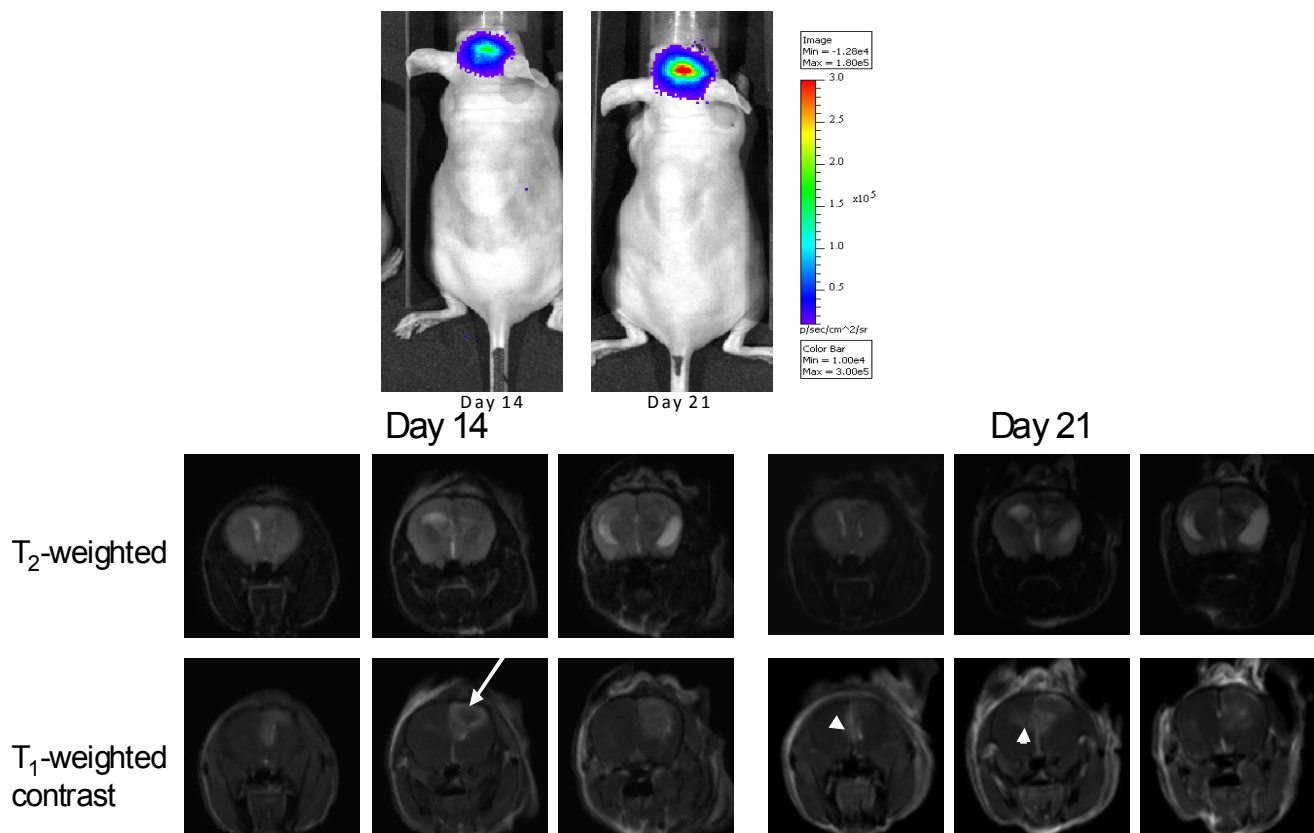 Image
Min = -1.28e4
Max = 1.80e5
3.0
2.5
2.0
x10^5
1.5
1.0
0.5
p/sec/cm^2/sr
Color Bar
Min = 1.00e4
Max = 3.00e5
Day 14
Day 21
Day 14
Day 21
T2-weighted
T1-weighted
contrast